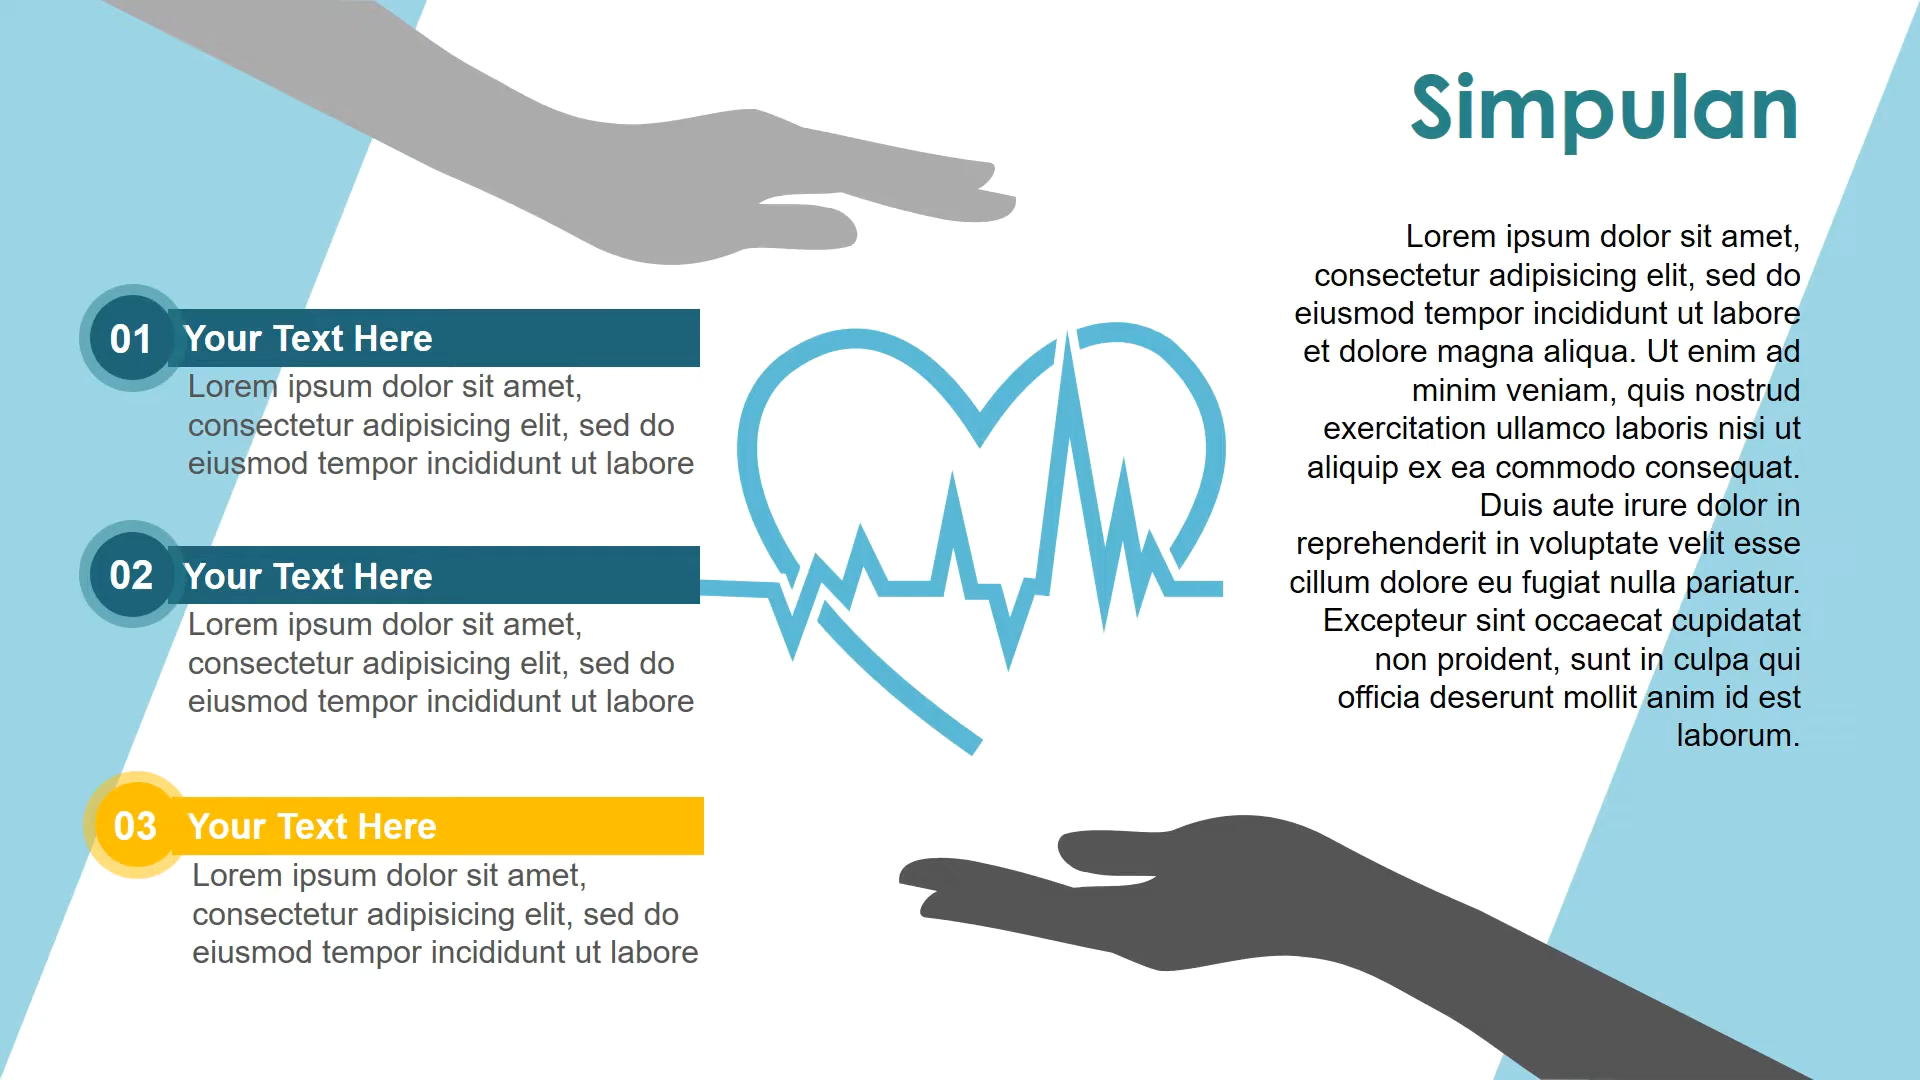 Simpulan
01
Your Text Here
Lorem ipsum dolor sit amet,
consectetur adipisicing elit, sed do
eiusmod tempor incididunt ut labore
02
Your Text Here
Lorem ipsum dolor sit amet,
consectetur adipisicing elit, sed do
eiusmod tempor incididunt ut labore
03
Your Text Here
Lorem ipsum dolor sit amet,
consectetur adipisicing elit, sed do
eiusmod tempor incididunt ut labore
Lorem ipsum dolor sit amet,
consectetur adipisicing elit, sed do
eiusmod tempor incididunt ut labore
et dolore magna aliqua. Ut enim ad
minim veniam, quis nostrud
exercitation ullamco laboris nisi ut
aliquip ex ea commodo consequat.
Duis aute irure dolor in
reprehenderit in voluptate velit esse
cillum dolore eu fugiat nulla pariatur.
Excepteur sint occaecat cupidatat
non proident, sunt in culpa qui
officia deserunt mollit anim id est
laborum.